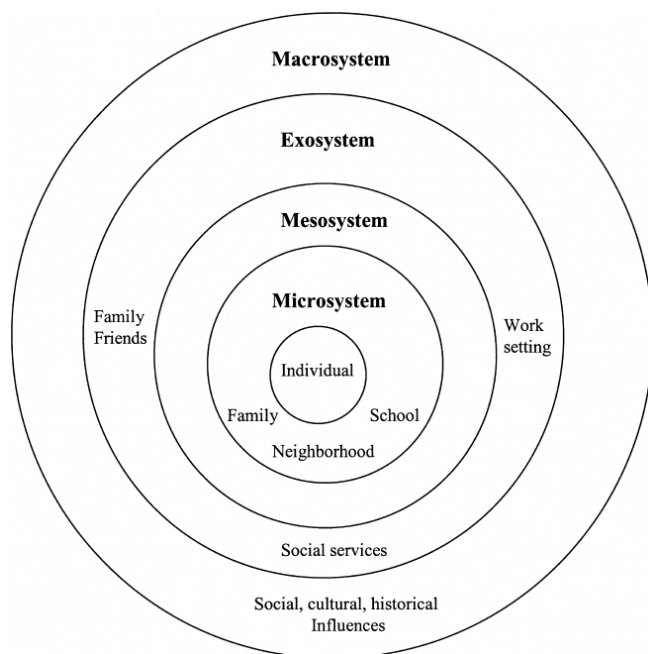 Macrosystem
Exosystem
Mesosystem
Microsystem
Family
Friends
Work
setting
Individual
Family
School
Neighborhood
Social services
Social, cultural, historical
Influences